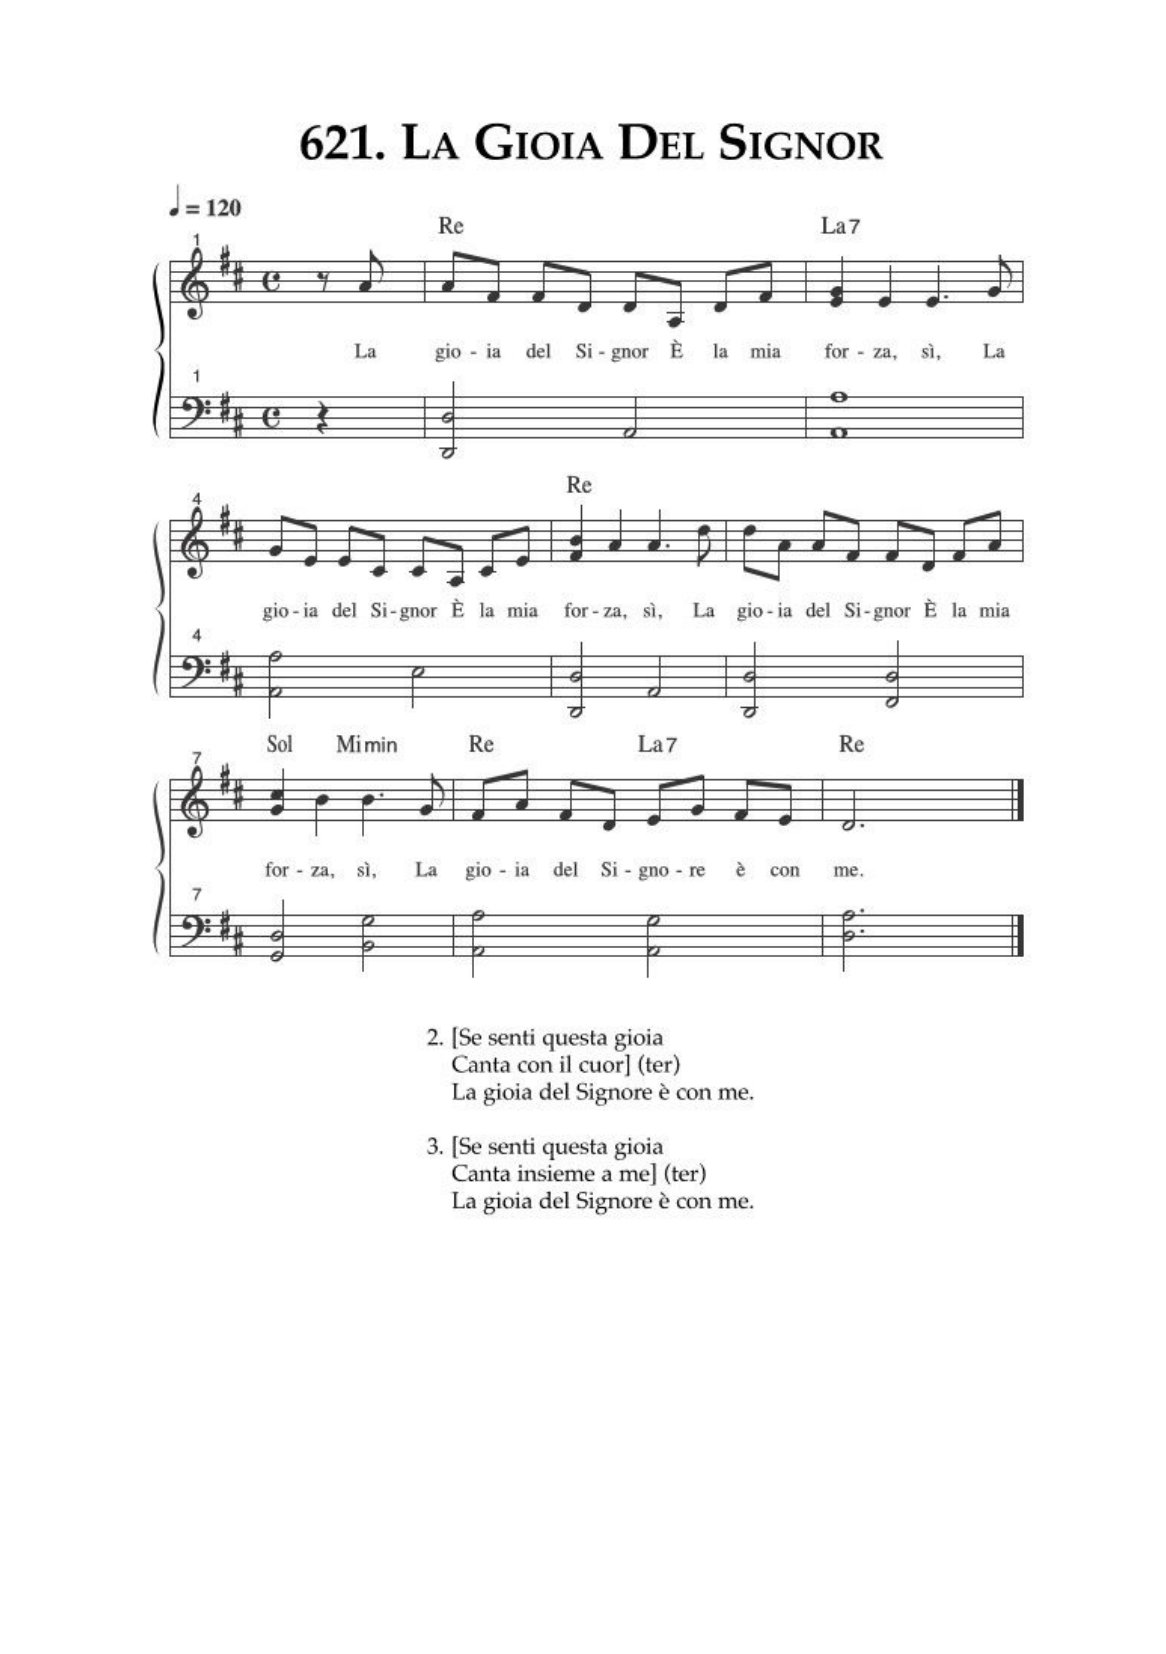 621. La Gioia Del Signor
= 120
Re La7
1
La gio - ia del Si - gnor È la mia for - za, sì, La
1
Re
4
gio - ia del Si - gnor È la mia for - za, sì, La gio - ia del Si - gnor È la mia
4
Sol Mimin Re La7 Re
7
for - za, sì, La gio - ia del Si - gno - re è con me.
7
2. [Se senti questa gioia
Canta con il cuor] (ter)
La gioia del Signore è con me.
3. [Se senti questa gioia
Canta insieme a me] (ter)
La gioia del Signore è con me.